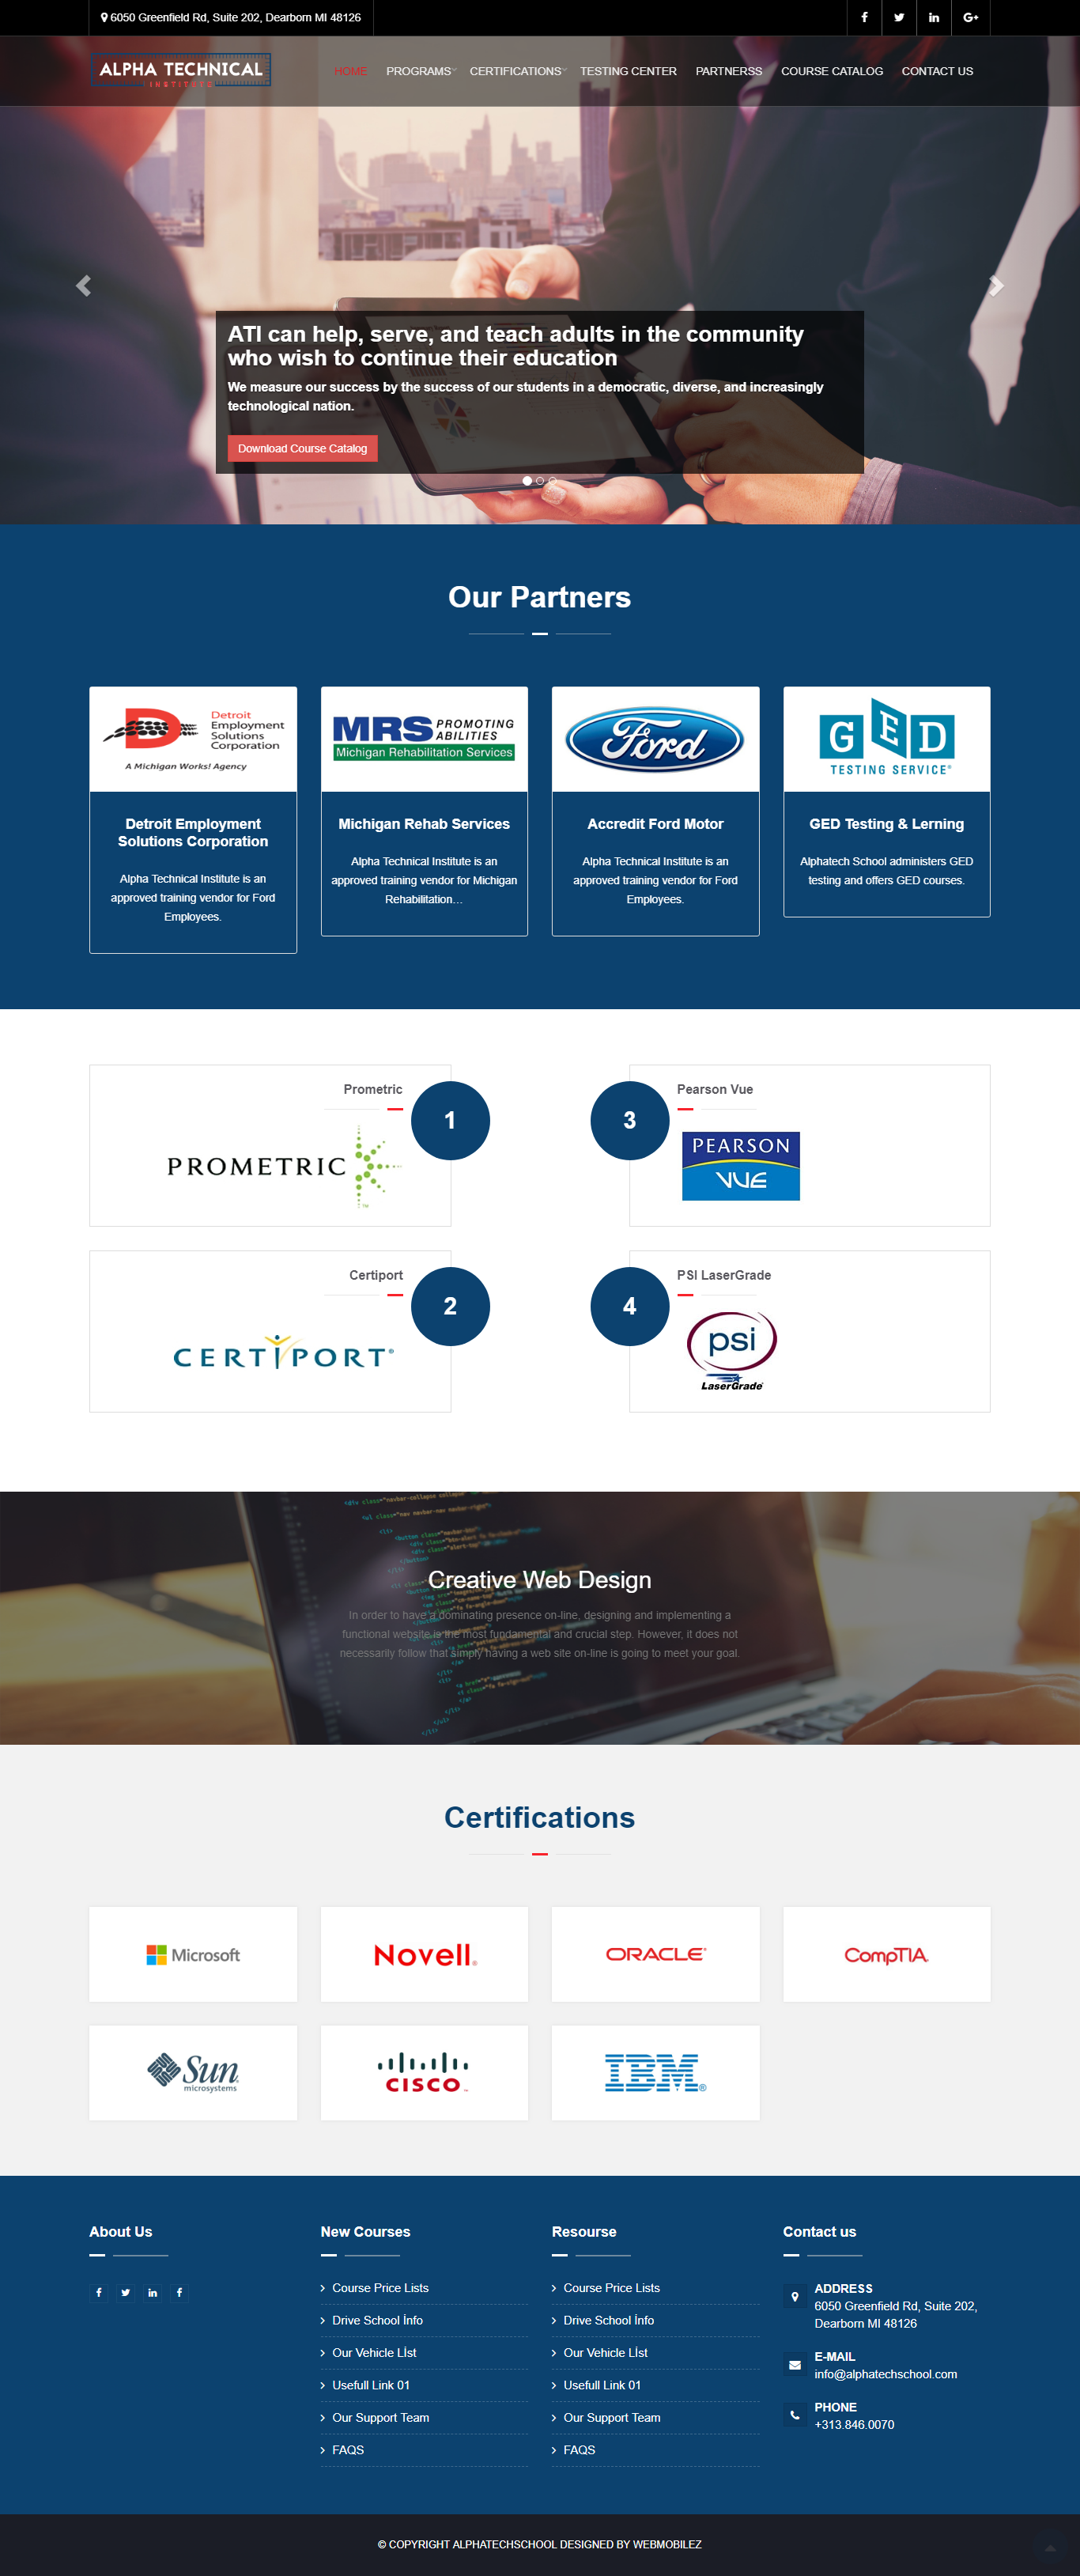 6050 Greenfield Rd, Suite 202, Dearborn MI 48126
ALPHA TECHNICAL
INSTITUTE
HOME PROGRAMS CERTIFICATIONS TESTING CENTER PARTNERSS COURSE CATALOG CONTACT US
ATI can help, serve, and teach adults in the community
who wish to continue their education
We measure our success by the success of our students in a democratic, diverse, and increasingly
technological nation.
Download Course Catalog
Our Partners
Detroit
Employment
Solutions
Corporation
A Michigan Works! Agency
Detroit Employment
Solutions Corporation
Alpha Technical Institute is an
approved training vendor for Ford
Employees.
MRS PROMOTING
ABILITIES
Michigan Rehabilitation Services
Michigan Rehab Services
Alpha Technical Institute is an
approved training vendor for Michigan
Rehabilitation…
Ford
Accredit Ford Motor
Alpha Technical Institute is an
approved training vendor for Ford
Employees.
GED
TESTING SERVICE®
GED Testing & Lerning
Alphatech School administers GED
testing and offers GED courses.
Prometric
1
PROMETRIC
Certiport
2
CERTIPORT®
3
Pearson Vue
PEARSON
VUE
4
PSI LaserGrade
psi
LaserGrade
Creative Web Design
In order to have a dominating presence on-line, designing and implementing a
functional website is the most fundamental and crucial step. However, it does not
necessarily follow that simply having a web site on-line is going to meet your goal.
Certifications
Microsoft
Novell®
ORACLE®
CompTIA
Sun
microsystems
CISCO
IBM®
About Us
New Courses
Course Price Lists
Drive School İnfo
Our Vehicle LİST
Usefull Link 01
Our Support Team
FAQS
Resourse
Course Price Lists
Drive School İnfo
Our Vehicle Lİst
Usefull Link 01
Our Support Team
FAQS
Contact us
ADDRESS
6050 Greenfield Rd, Suite 202,
Dearborn MI 48126
E-MAIL
info@alphatechschool.com
PHONE
+313.846.0070
© COPYRIGHT ALPHATECHSCHOOL DESIGNED BY WEBMOBILEZ